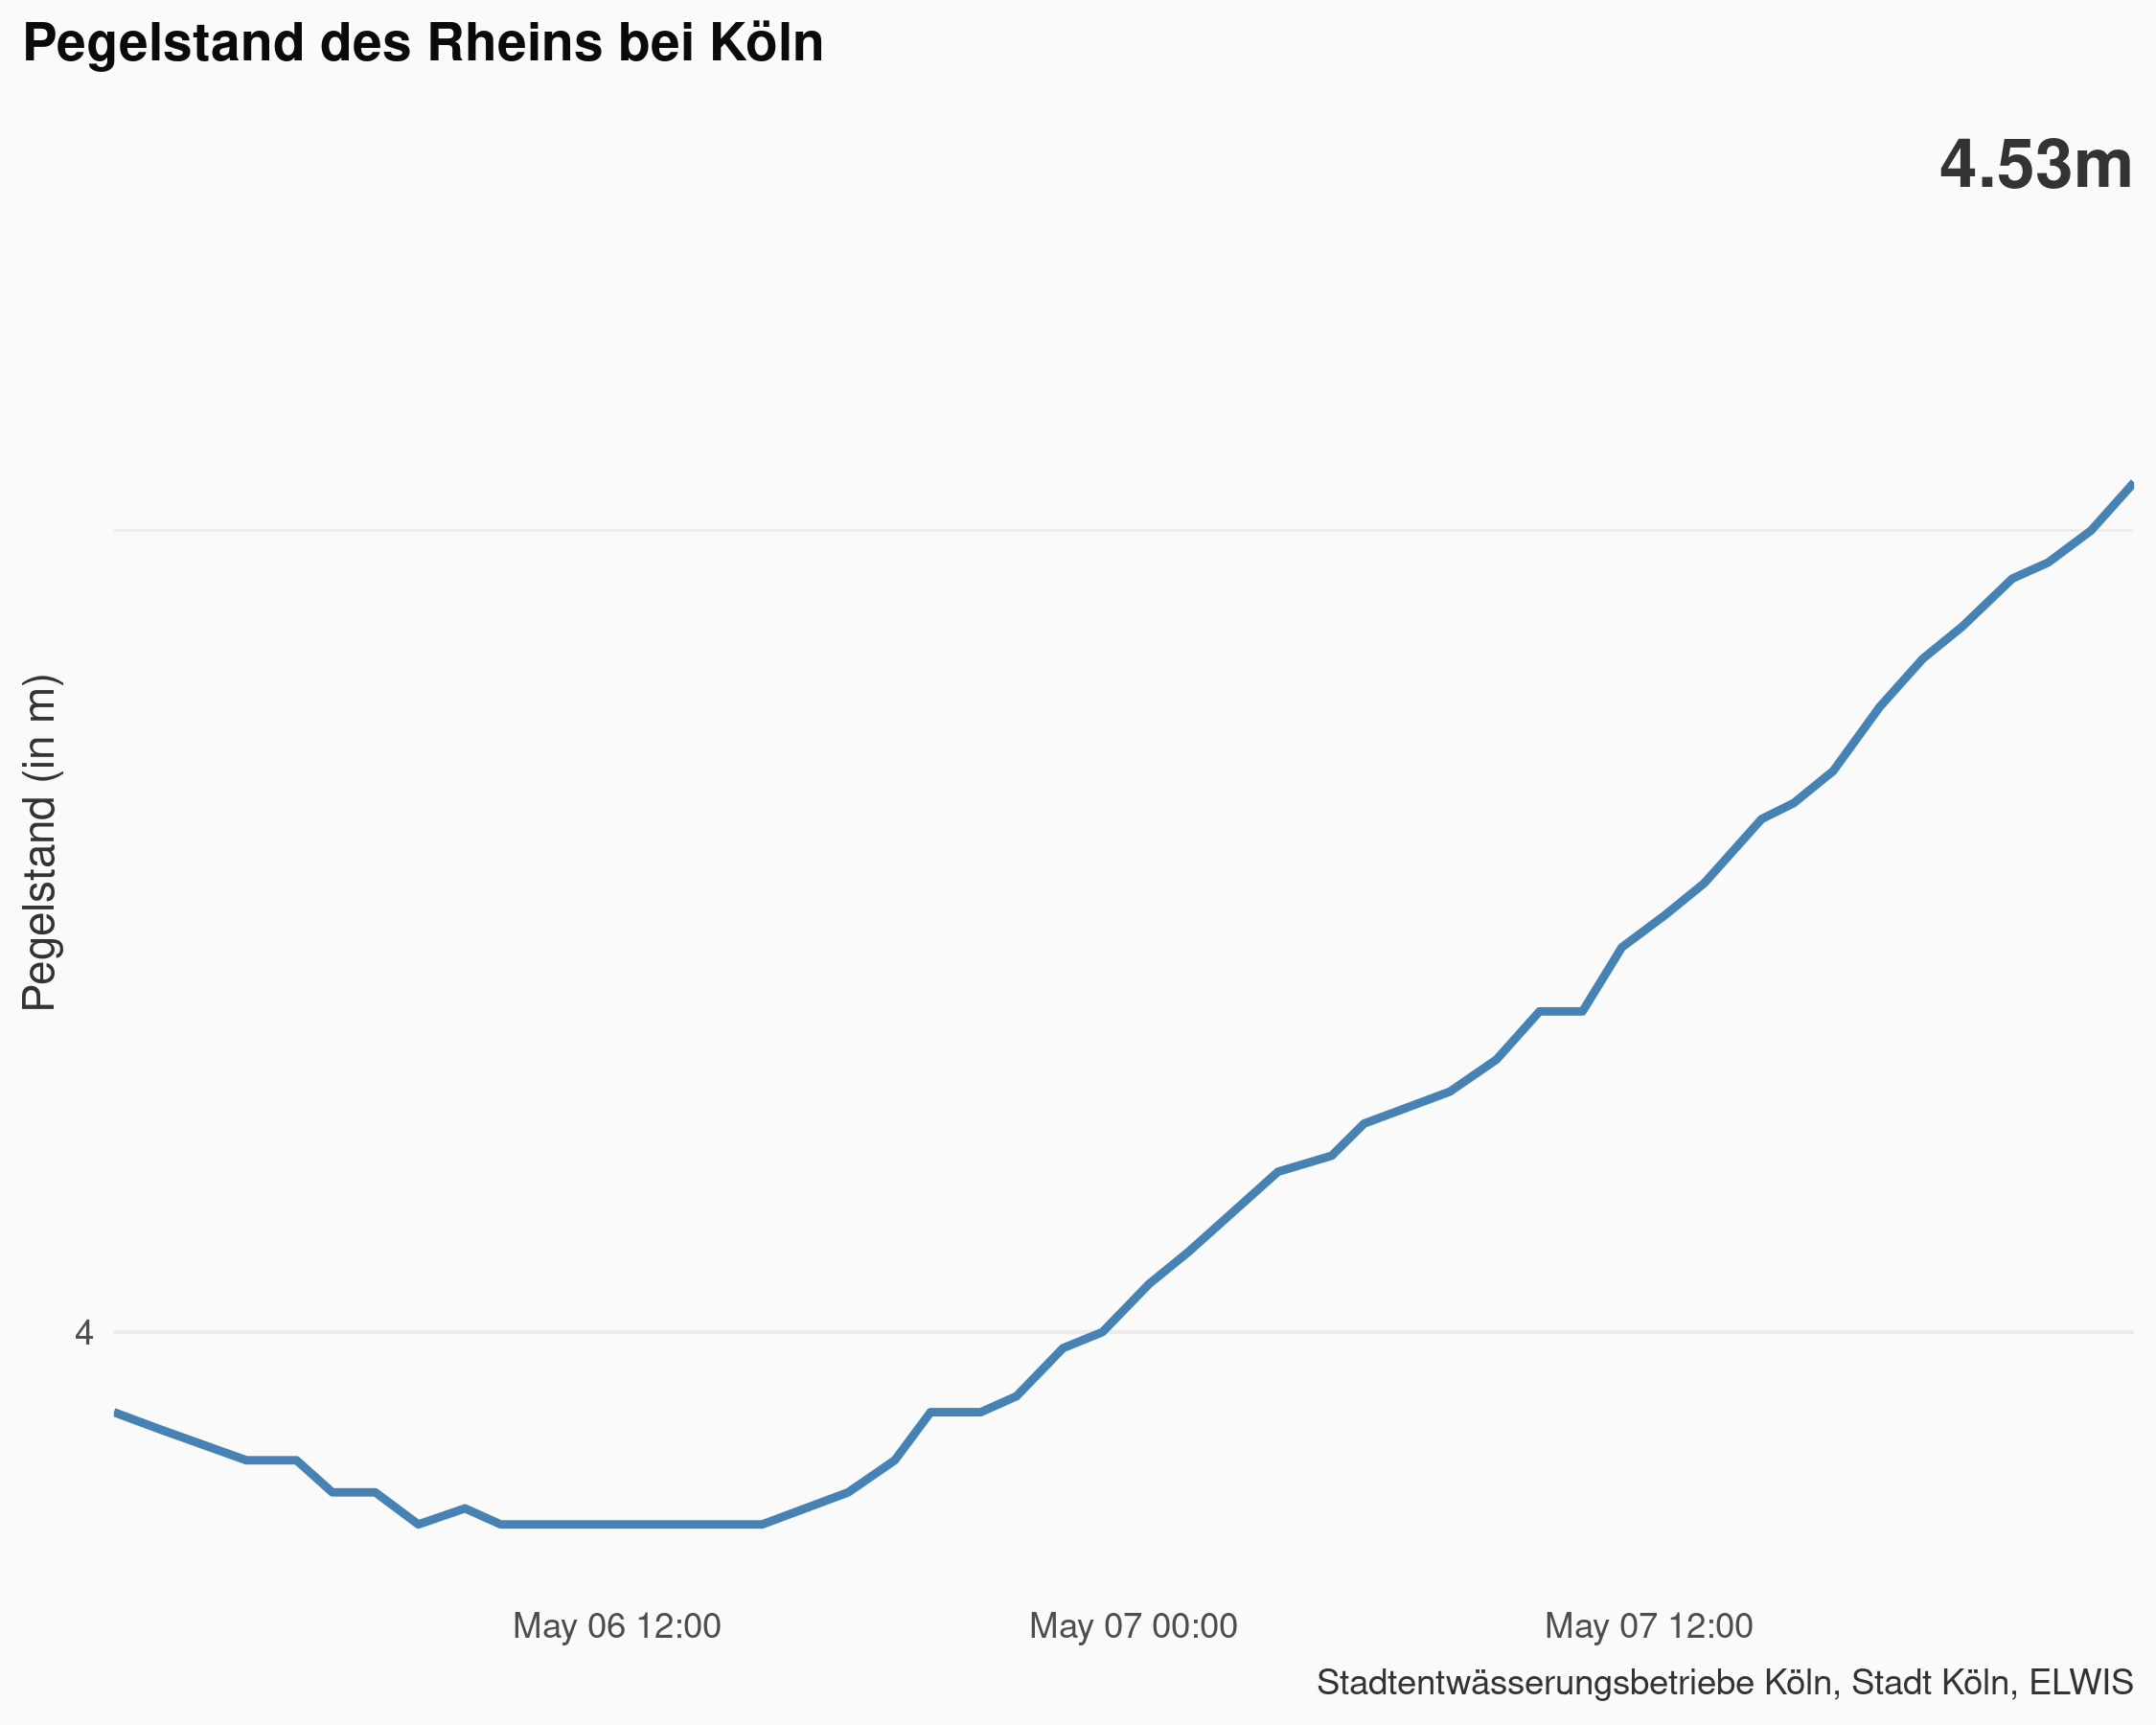 Pegelstand des Rheins bei Köln
4.53m
Pegelstand (in m)
4
May 06 12:00
May 07 00:00
May 07 12:00
Stadtentwässerungsbetriebe Köln, Stadt Köln, ELWIS